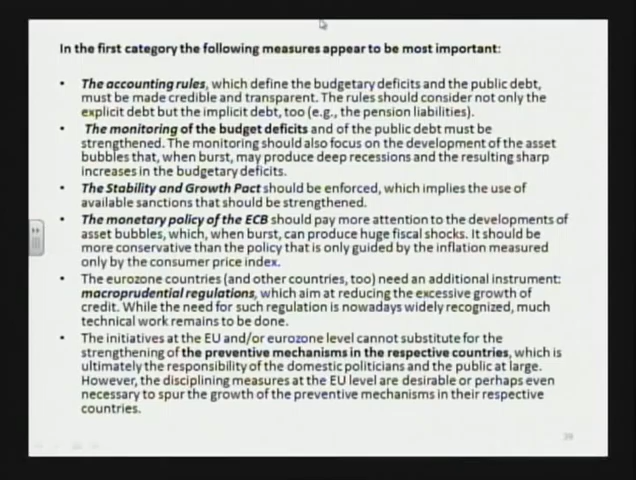 In the first category the following measures appear to be most important:
• The accounting rules, which define the budgetary deficits and the public debt,
must be made credible and transparent. The rules should consider not only the
explicit debt but the implicit debt, too (e.g., the pension liabilities).
• The monitoring of the budget deficits and of the public debt must be
strengthened. The monitoring should also focus on the development of the asset
bubbles that, when burst, may produce deep recessions and the resulting sharp
increases in the budgetary deficits.
• The Stability and Growth Pact should be enforced, which implies the use of
available sanctions that should be strengthened.
• The monetary policy of the ECB should pay more attention to the developments of
asset bubbles, which, when burst, can produce huge fiscal shocks. It should be
more conservative than the policy that is only guided by the inflation measured
only by the consumer price index.
• The eurozone countries (and other countries, too) need an additional instrument:
macroprudential regulations, which aim at reducing the excessive growth of
credit. While the need for such regulation is nowadays widely recognized, much
technical work remains to be done.
• The initiatives at the EU and/or eurozone level cannot substitute for the
strengthening of the preventive mechanisms in the respective countries, which is
ultimately the responsibility of the domestic politicians and the public at large.
However, the disciplining measures at the EU level are desirable or perhaps even
necessary to spur the growth of the preventive mechanisms in their respective
countries.